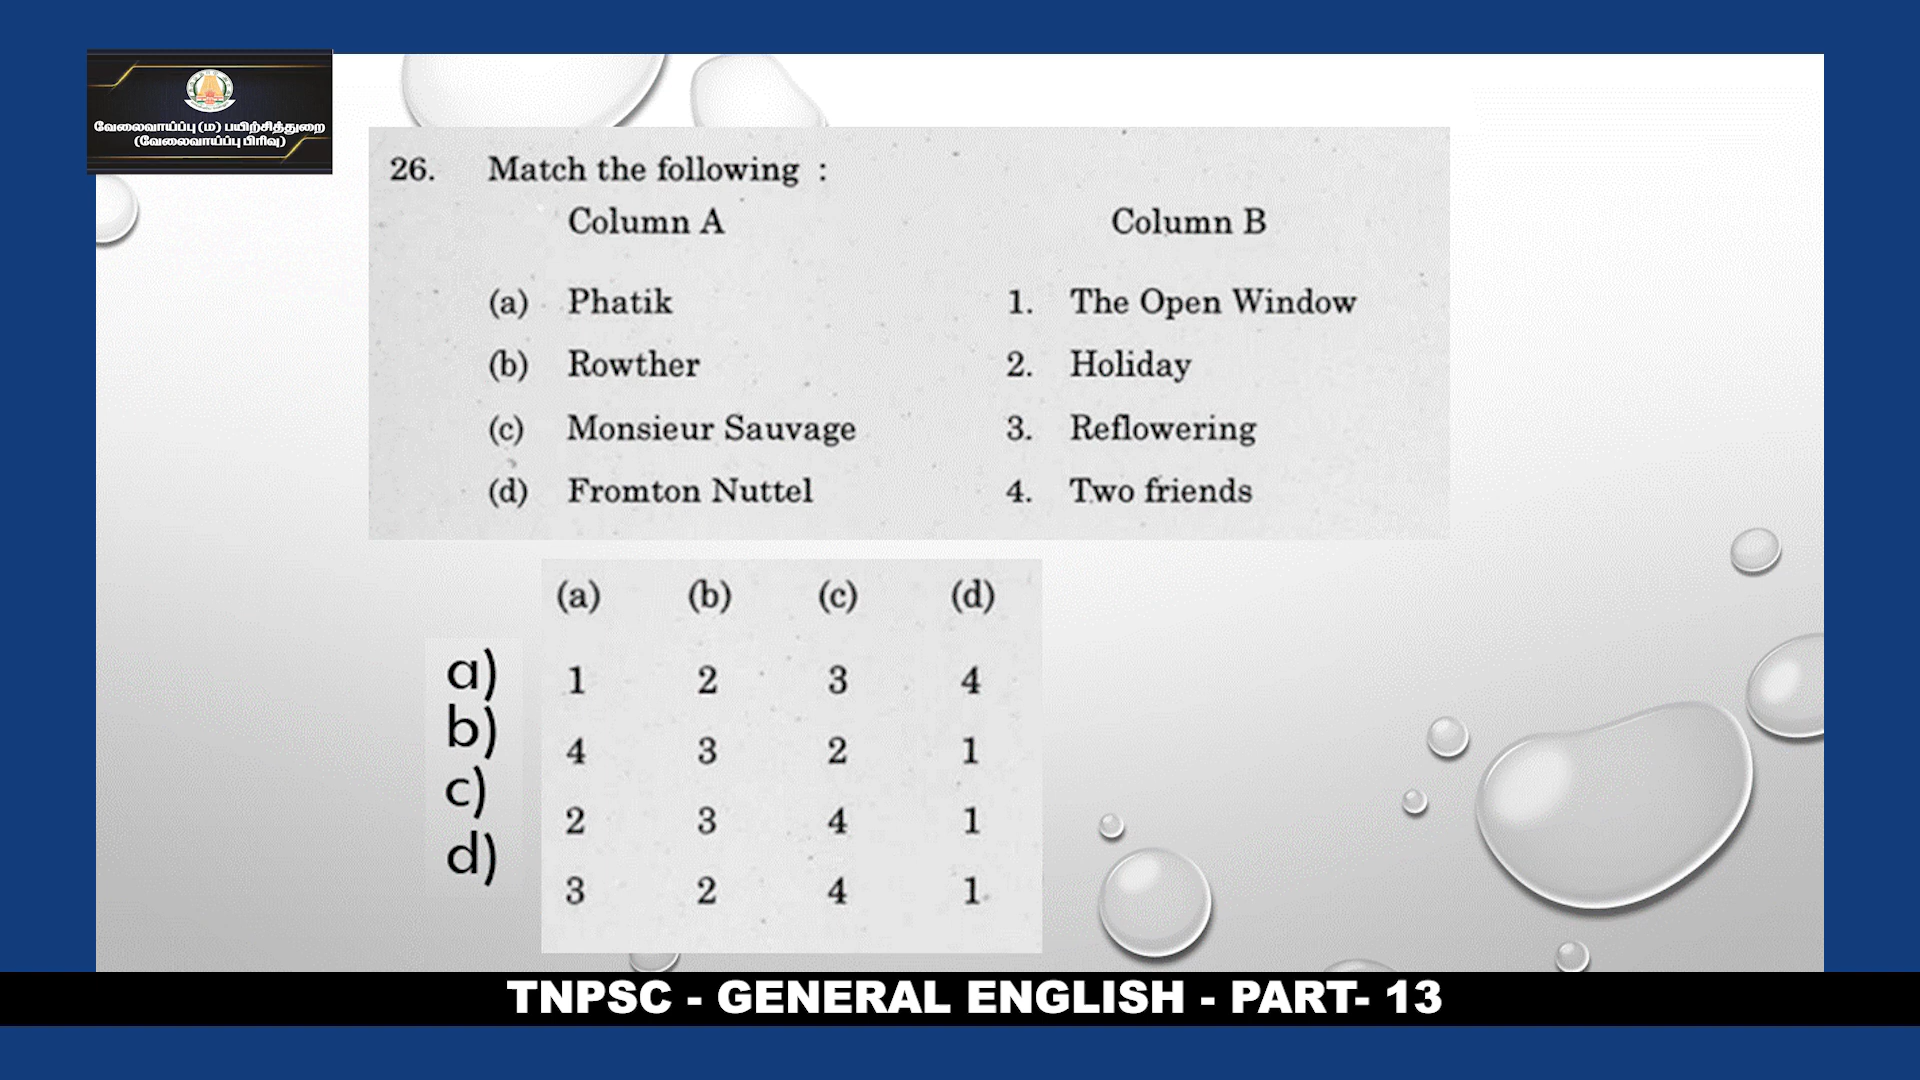 வேலைவாய்ப்பு (ம) பயிற்சித்துறை
(வேலைவாய்ப்பு பிரிவு)
26. Match the following :
Column A Column B
(a) Phatik 1. The Open Window
(b) Rowther 2. Holiday
(c) Monsieur Sauvage 3. Reflowering
(d) Fromton Nuttel 4. Two friends
(a) (b) (c) (d)
a) 1 2 3 4
b) 4 3 2 1
c) 2 3 4 1
d) 3 2 4 1
TNPSC - GENERAL ENGLISH - PART- 13